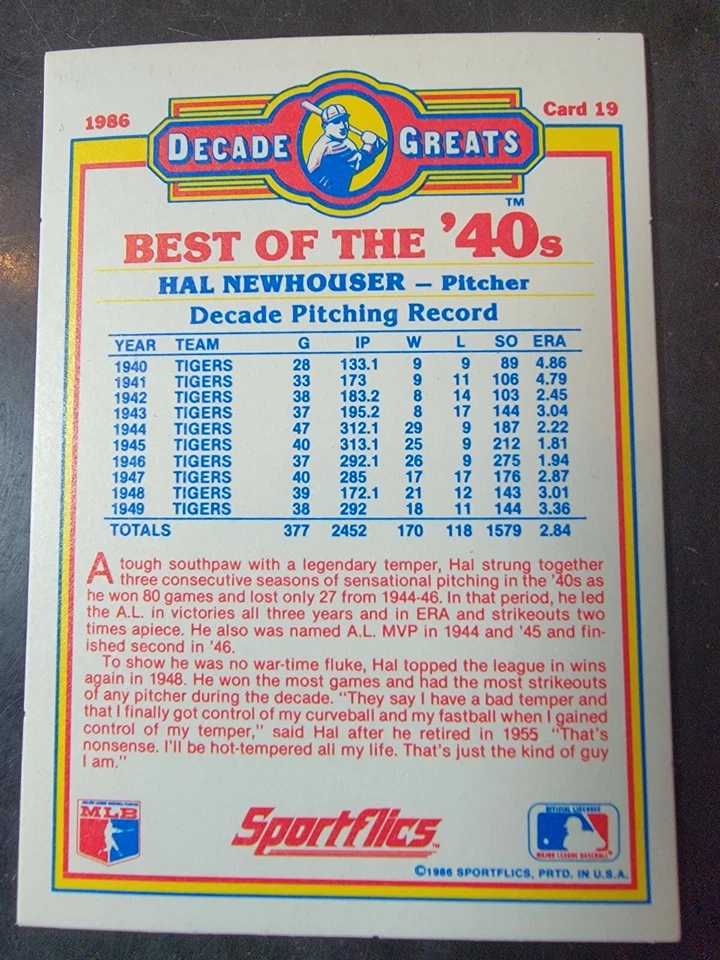 1986
Card 19
DECADE GREATS
TM
BEST OF THE '40s
HAL NEWHOUSER – Pitcher
Decade Pitching Record
YEAR TEAM G IP W L SO ERA
1940 TIGERS 28 133.1 9 9 89 4.86
1941 TIGERS 33 173 9 11 106 4.79
1942 TIGERS 38 183.2 8 14 103 2.45
1943 TIGERS 37 195.2 8 17 144 3.04
1944 TIGERS 47 312.1 29 9 187 2.22
1945 TIGERS 40 313.1 25 9 212 1.81
1946 TIGERS 37 292.1 26 9 275 1.94
1947 TIGERS 40 285 17 17 176 2.87
1948 TIGERS 39 172.1 21 12 143 3.01
1949 TIGERS 38 292 18 11 144 3.36
TOTALS 377 2452 170 118 1579 2.84
A tough southpaw with a legendary temper, Hal strung together
three consecutive seasons of sensational pitching in the '40s as
he won 80 games and lost only 27 from 1944-46. In that period, he led
the A.L. in victories all three years and in ERA and strikeouts two
times apiece. He also was named A.L. MVP in 1944 and '45 and fin-
ished second in '46.
To show he was no war-time fluke, Hal topped the league in wins
again in 1948. He won the most games and had the most strikeouts
of any pitcher during the decade. "They say I have a bad temper and
that I finally got control of my curveball and my fastball when I gained
control of my temper," said Hal after he retired in 1955 "That's
nonsense. I'll be hot-tempered all my life. That's just the kind of guy
I am."
MAJOR LEAGUE BASEBALL PLAYERS
MLB
Sportflics
TM
OFFICIAL LICENSEE
MAJOR LEAGUE BASEBALL
©1986 SPORTFLICS, PRTD. IN U.S.A.